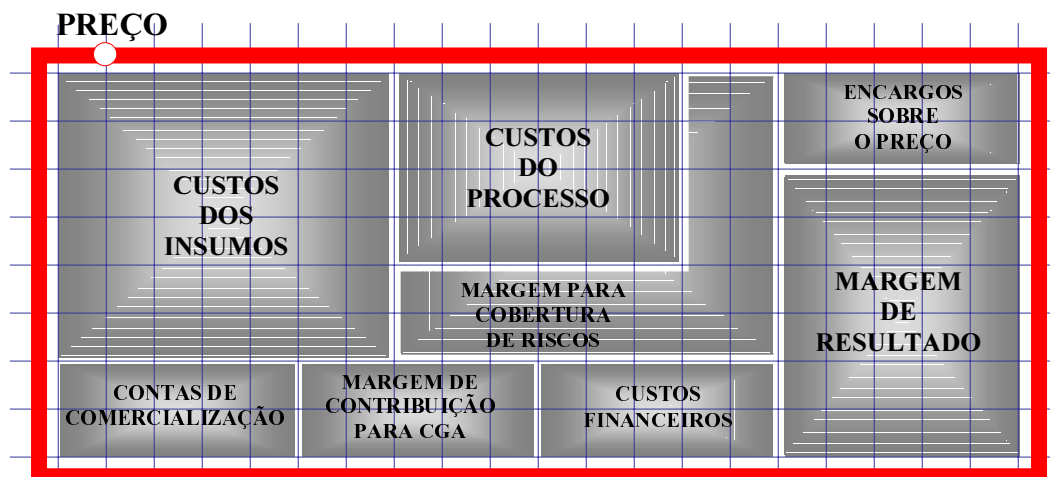 PREÇO
CUSTOS
DOS
INSUMOS
CUSTOS
DO
PROCESSO
ENCARGOS
SOBRE
O PREÇO
MARGEM PARA
COBERTURA
DE RISCOS
MARGEM
DE
RESULTADO
CONTAS DE
COMERCIALIZAÇÃO
MARGEM DE
CONTRIBUIÇÃO
PARA CGA
CUSTOS
FINANCEIROS